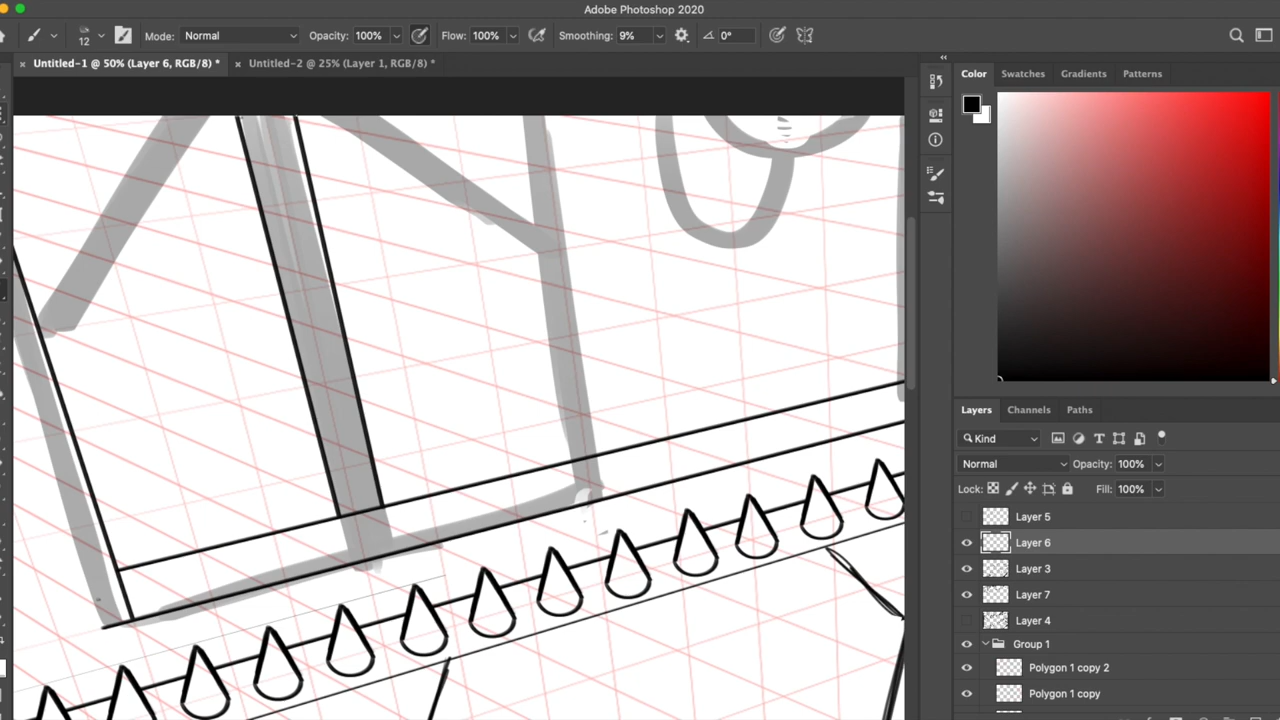 Adobe Photoshop 2020
12 Mode: Normal Opacity: 100% Flow: 100% Smoothing: 9% 0°
× Untitled-1 @ 50% (Layer 6, RGB/8) * × Untitled-2 @ 25% (Layer 1, RGB/8) *
Color Swatches Gradients Patterns
Layers Channels Paths
Kind
Normal Opacity: 100%
Lock: Fill: 100%
Layer 5
Layer 6
Layer 3
Layer 7
Layer 4
Group 1
Polygon 1 copy 2
Polygon 1 copy